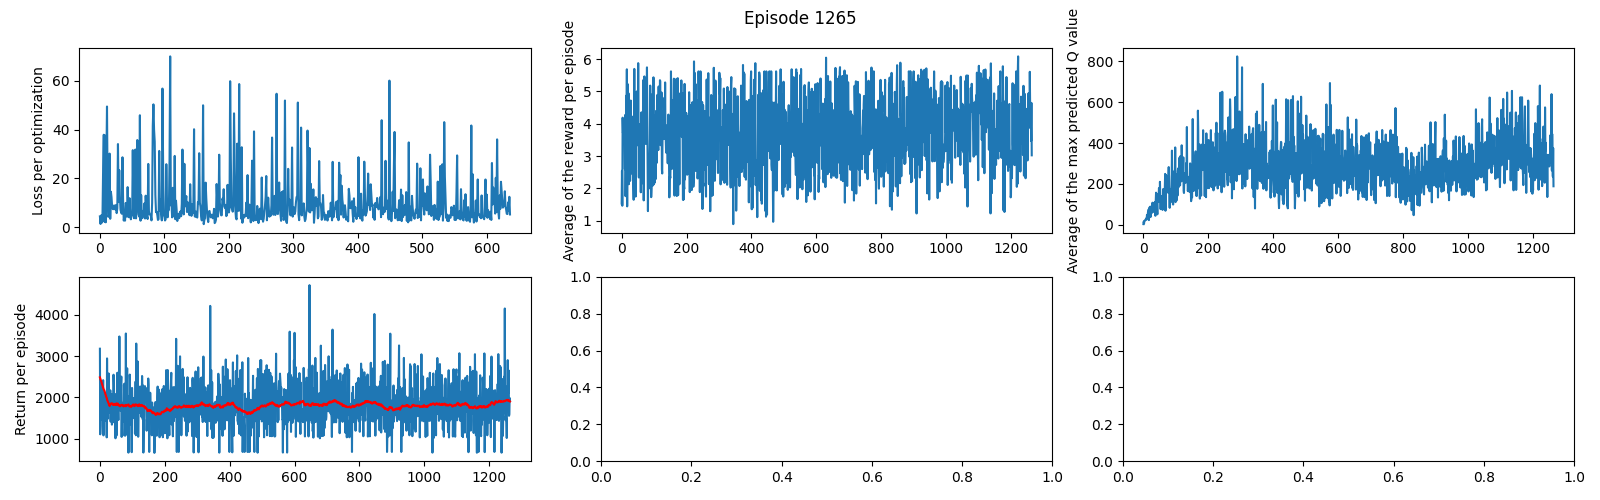 Episode 1265
Loss per optimization
60
40
20
0
0 100 200 300 400 500 600
Average of the reward per episode
6
5
4
3
2
1
0 200 400 600 800 1000 1200
Average of the max predicted Q value
800
600
400
200
0
0 200 400 600 800 1000 1200
Return per episode
4000
3000
2000
1000
0 200 400 600 800 1000 1200
1.0
0.8
0.6
0.4
0.2
0.0
0.0 0.2 0.4 0.6 0.8 1.0
1.0
0.8
0.6
0.4
0.2
0.0
0.0 0.2 0.4 0.6 0.8 1.0